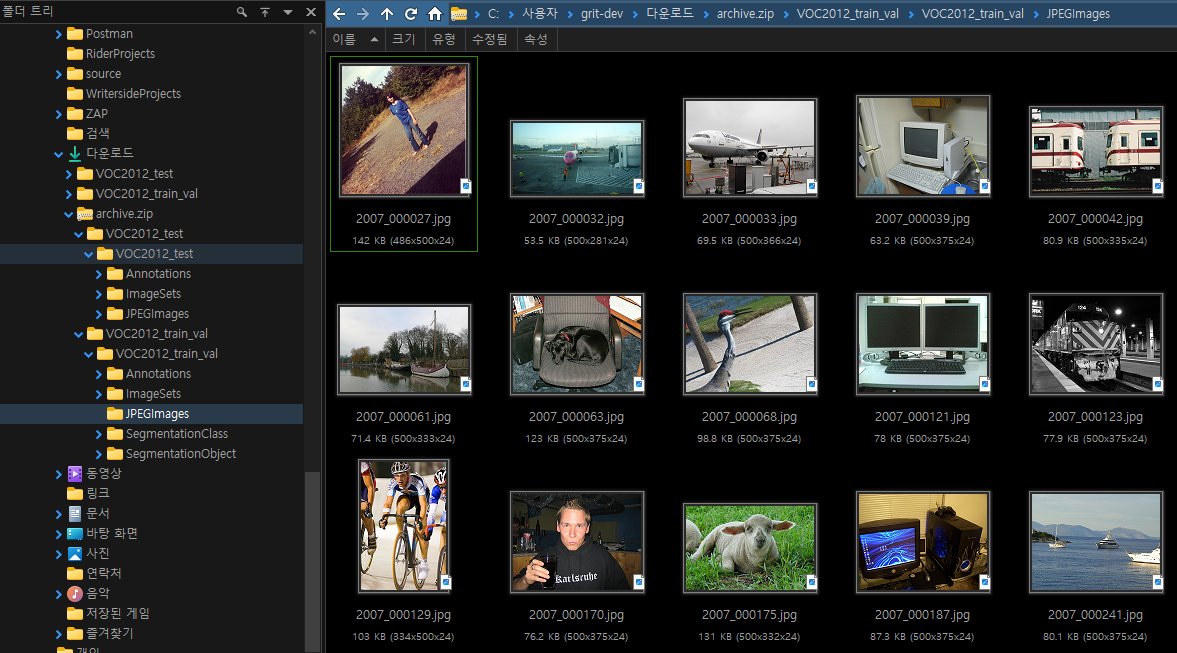 폴더 트리
C: 사용자 grit-dev 다운로드 archive.zip VOC2012_train_val VOC2012_train_val JPEGImages
이름 크기 유형 수정됨 속성
Postman
RiderProjects
source
WritersideProjects
ZAP
검색
다운로드
VOC2012_test
VOC2012_train_val
archive.zip
VOC2012_test
VOC2012_test
Annotations
ImageSets
JPEGImages
VOC2012_train_val
VOC2012_train_val
Annotations
ImageSets
JPEGImages
SegmentationClass
SegmentationObject
동영상
링크
문서
바탕 화면
사진
연락처
음악
저장된 게임
즐겨찾기
2007_000027.jpg 2007_000032.jpg 2007_000033.jpg 2007_000039.jpg 2007_000042.jpg
142 KB (486x500x24) 53.5 KB (500x281x24) 69.5 KB (500x366x24) 63.2 KB (500x375x24) 80.9 KB (500x335x24)
124
2007_000061.jpg 2007_000063.jpg 2007_000068.jpg 2007_000121.jpg 2007_000123.jpg
71.4 KB (500x333x24) 123 KB (500x375x24) 98.8 KB (500x375x24) 78 KB (500x375x24) 77.9 KB (500x375x24)
Karlsruhe
2007_000129.jpg 2007_000170.jpg 2007_000175.jpg 2007_000187.jpg 2007_000241.jpg
103 KB (334x500x24) 76.2 KB (500x375x24) 131 KB (500x332x24) 87.3 KB (500x375x24) 80.1 KB (500x375x24)